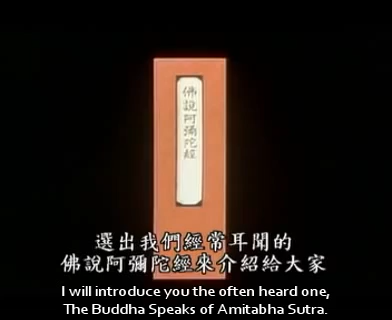 佛說阿彌陀經
選出我們經常耳聞的
佛說阿彌陀經來介紹給大家
I will introduce you the often heard one,
The Buddha Speaks of Amitabha Sutra.